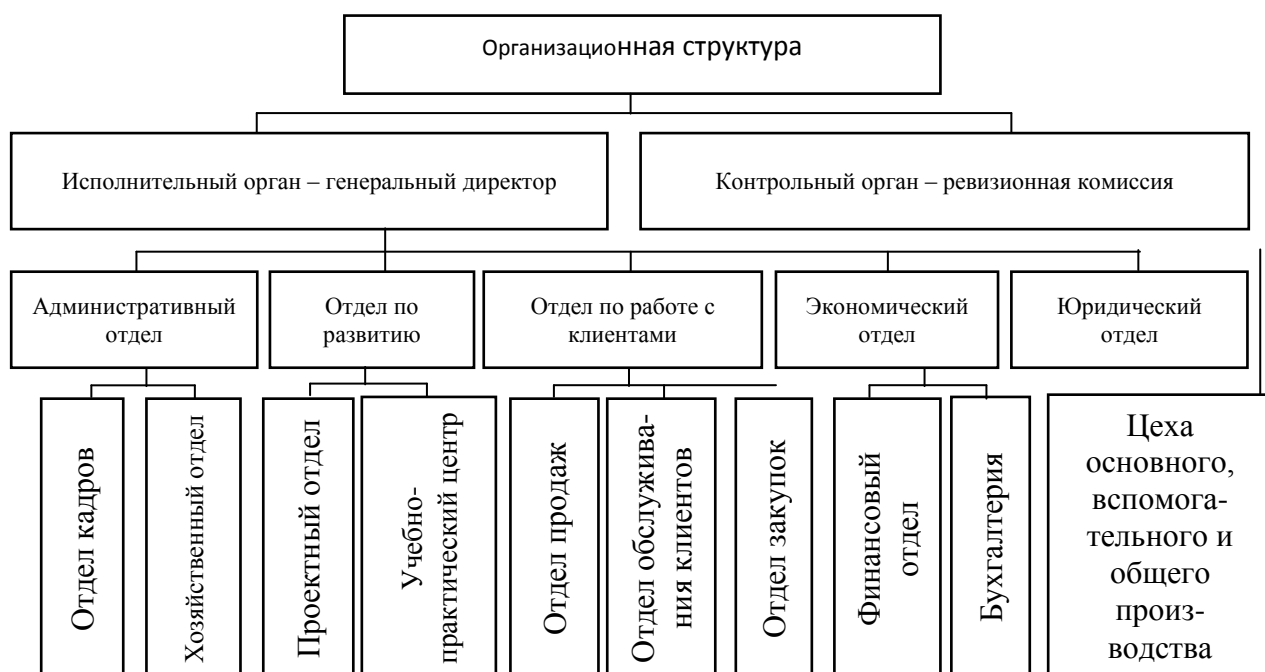 Организационная структура
Исполнительный орган – генеральный директор
Контрольный орган – ревизионная комиссия
Административный
отдел
Отдел по
развитию
Отдел по работе с
клиентами
Экономический
отдел
Юридический
отдел
Отдел кадров
Хозяйственный отдел
Проектный отдел
Учебно-
практический центр
Отдел продаж
Отдел обслужива-
ния клиентов
Отдел закупок
Финансовый
отдел
Бухгалтерия
Цеха
основного,
вспомога-
тельного и
общего
произ-
водства